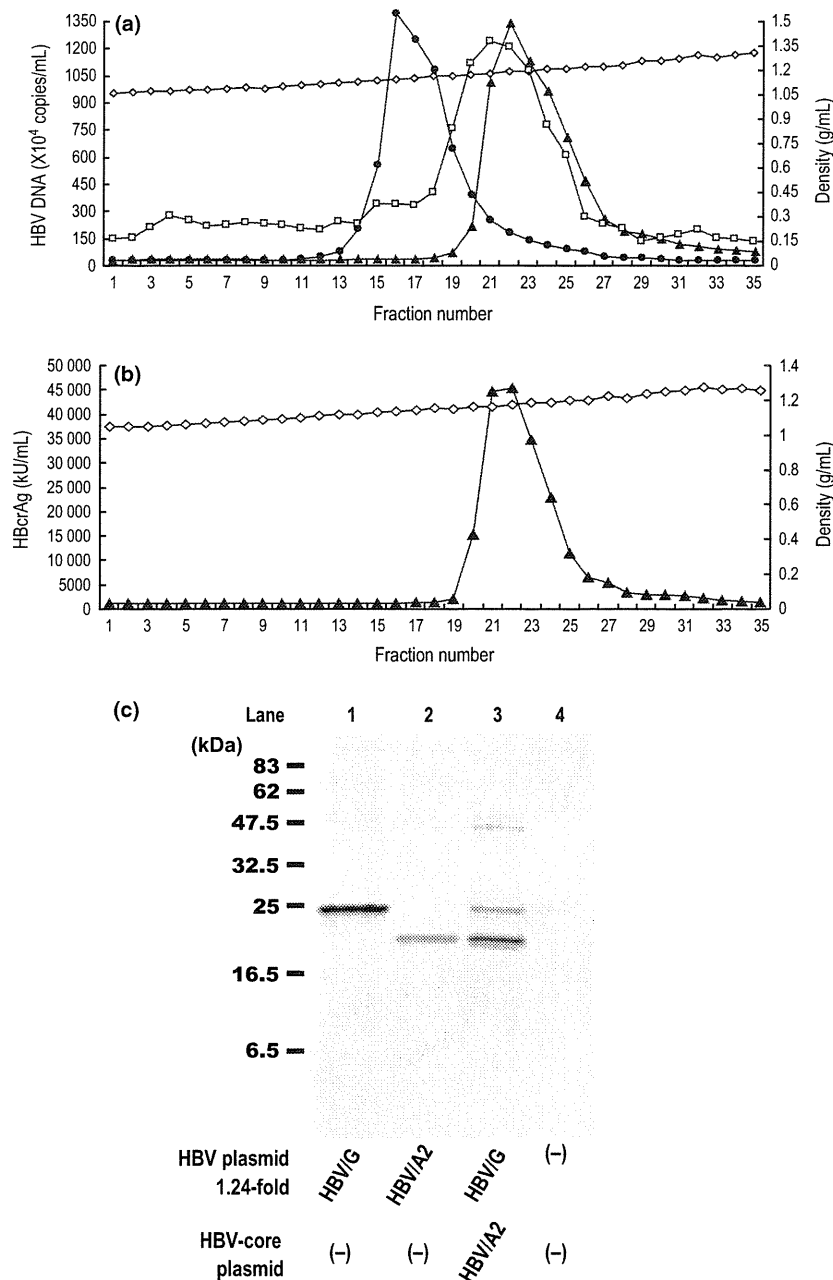 (a)
1350
1200
1050
900
750
600
450
300
150
0
HBV DNA (X10⁴ copies/mL)
1.5
1.35
1.2
1.05
0.9
0.75
0.6
0.45
0.3
0.15
0
Density (g/mL)
1 3 5 7 9 11 13 15 17 19 21 23 25 27 29 31 33 35
Fraction number
(b)
50 000
45 000
40 000
35 000
30 000
25 000
20 000
15 000
10 000
5000
0
HBcrAg (kU/mL)
1.4
1.2
1
0.8
0.6
0.4
0.2
0
Density (g/mL)
1 3 5 7 9 11 13 15 17 19 21 23 25 27 29 31 33 35
Fraction number
(c)
Lane 1 2 3 4
(kDa)
83
62
47.5
32.5
25
16.5
6.5
HBV plasmid
1.24-fold
HBV/G HBV/A2 HBV/G (–)
HBV-core
plasmid
(–) (–) HBV/A2 (–)